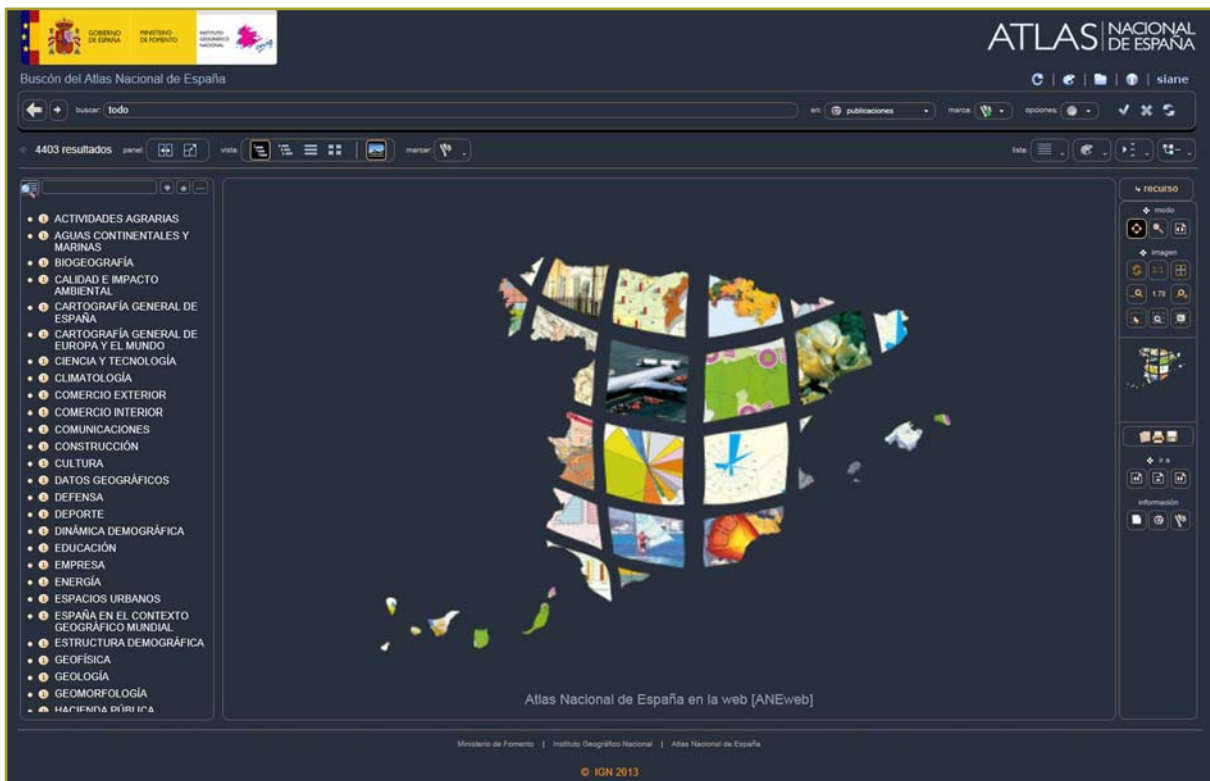 GOBIERNO
DE ESPAÑA
MINISTERIO
DE FOMENTO
INSTITUTO
GEOGRÁFICO
NACIONAL
cnig
ATLAS
NACIONAL
DE ESPAÑA
Buscón del Atlas Nacional de España
siane
buscar: todo en: publicaciones marca: opciones:
4403 resultados panel: vista: marcar: lista:
recurso
modo
imagen
1:1
1.78
ir a
información
ACTIVIDADES AGRARIAS
AGUAS CONTINENTALES Y
MARINAS
BIOGEOGRAFÍA
CALIDAD E IMPACTO
AMBIENTAL
CARTOGRAFÍA GENERAL DE
ESPAÑA
CARTOGRAFÍA GENERAL DE
EUROPA Y EL MUNDO
CIENCIA Y TECNOLOGÍA
CLIMATOLOGÍA
COMERCIO EXTERIOR
COMERCIO INTERIOR
COMUNICACIONES
CONSTRUCCIÓN
CULTURA
DATOS GEOGRÁFICOS
DEFENSA
DEPORTE
DINÁMICA DEMOGRÁFICA
EDUCACIÓN
EMPRESA
ENERGÍA
ESPACIOS URBANOS
ESPAÑA EN EL CONTEXTO
GEOGRÁFICO MUNDIAL
ESTRUCTURA DEMOGRÁFICA
GEOFÍSICA
GEOLOGÍA
GEOMORFOLOGÍA
HACIENDA PÚBLICA
Atlas Nacional de España en la web [ANEweb]
Ministerio de Fomento | Instituto Geográfico Nacional | Atlas Nacional de España
© IGN 2013